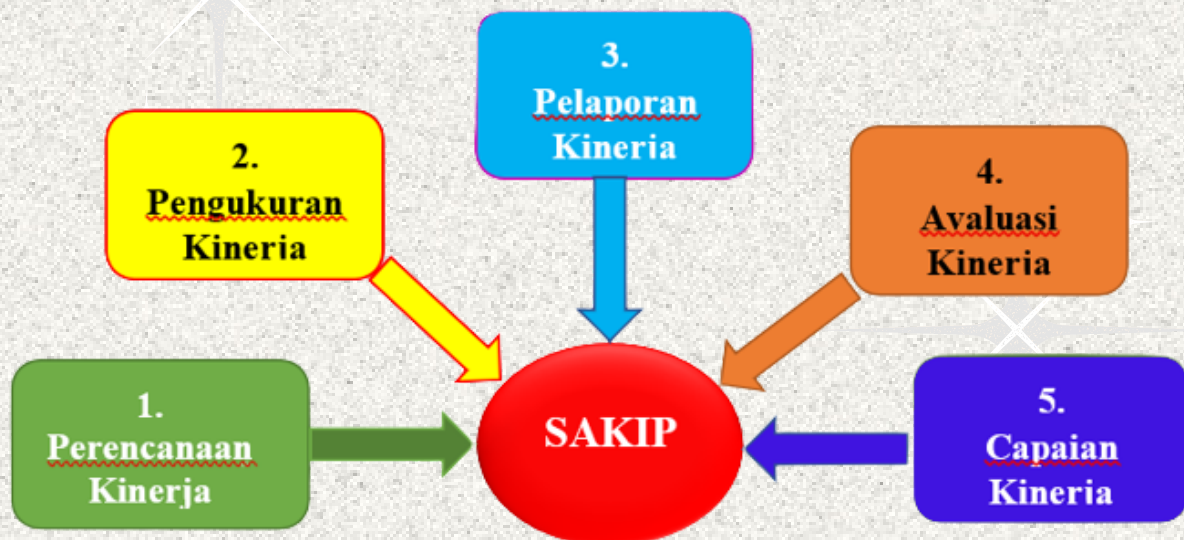 1.
Perencanaan
Kinerja
2.
Pengukuran
Kineria
3.
Pelaporan
Kineria
4.
Avaluasi
Kineria
5.
Capaian
Kineria
SAKIP